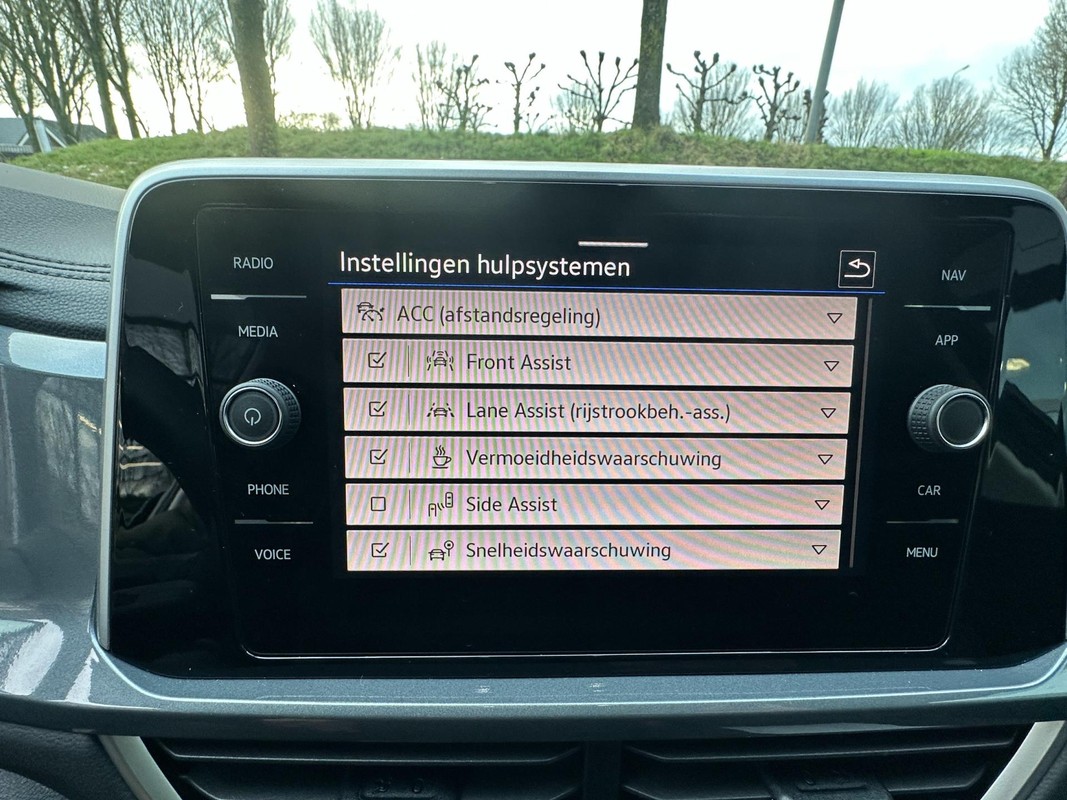 RADIO
MEDIA
PHONE
VOICE
Instellingen hulpsystemen
ACC (afstandsregeling)
Front Assist
Lane Assist (rijstrookbeh.-ass.)
Vermoeidheidswaarschuwing
Side Assist
Snelheidswaarschuwing
NAV
APP
CAR
MENU